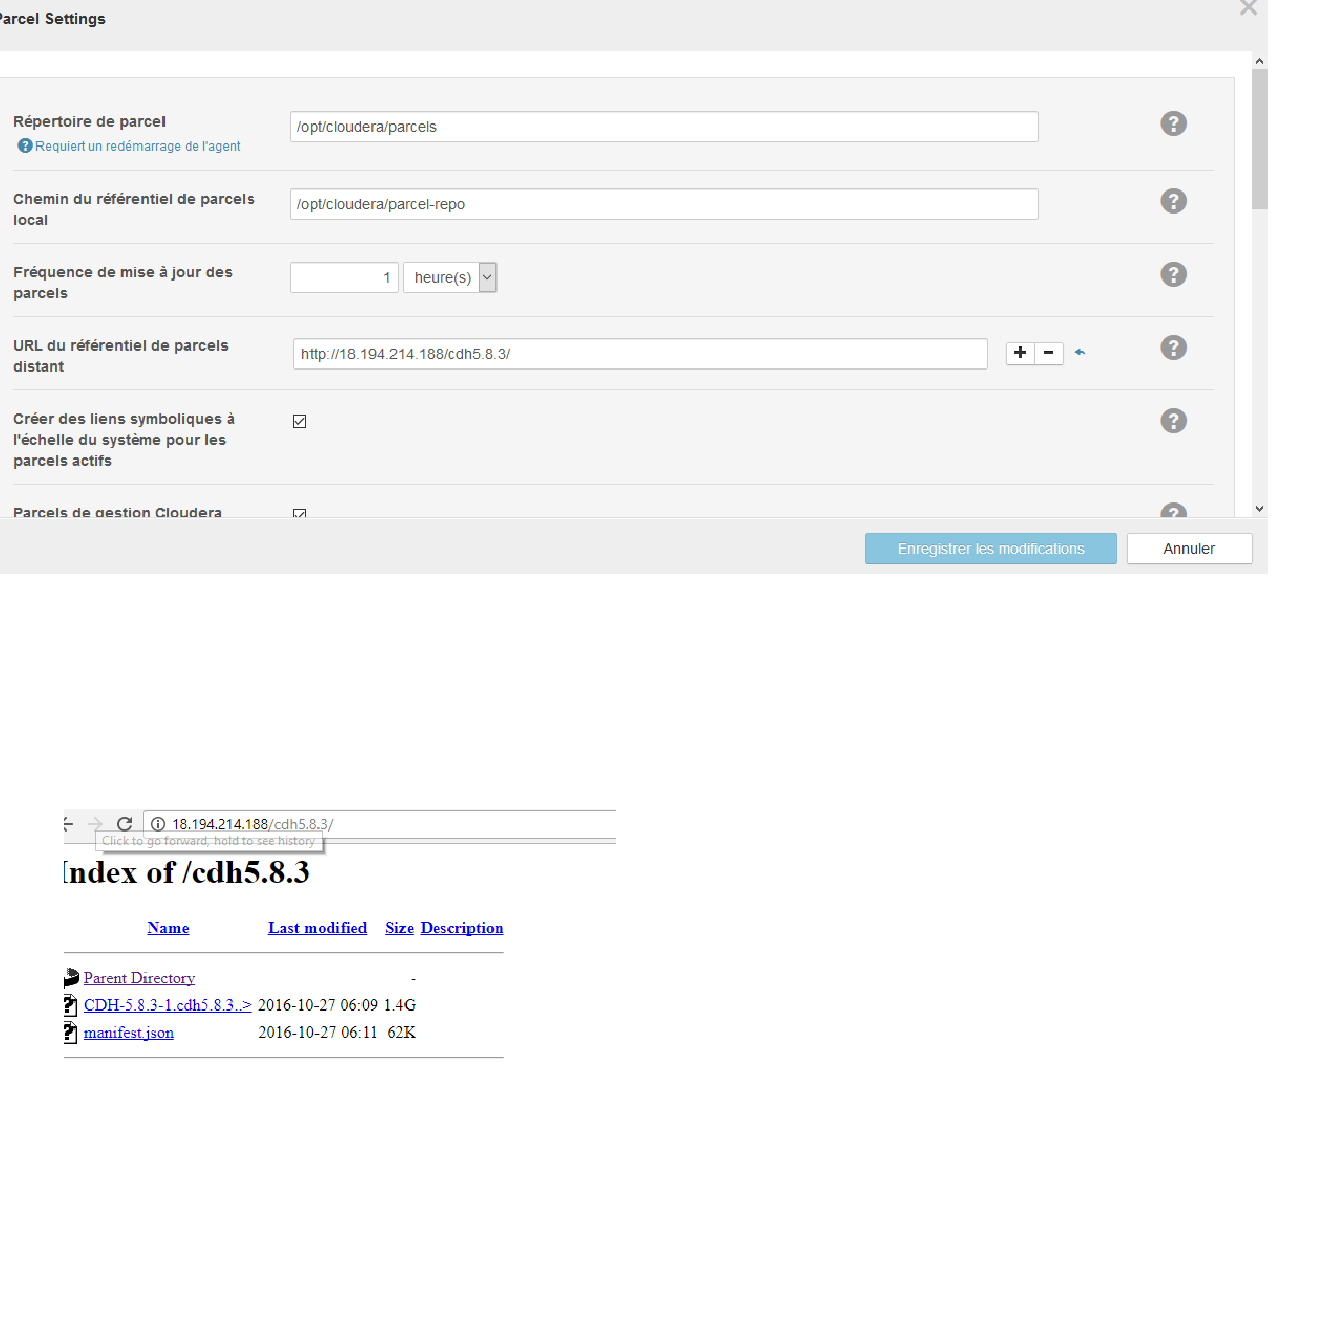 Parcel Settings
Répertoire de parcel
/opt/cloudera/parcels
?
? Requiert un redémarrage de l'agent
Chemin du référentiel de parcels
local
/opt/cloudera/parcel-repo
?
Fréquence de mise à jour des
parcels
1 heure(s)
?
URL du référentiel de parcels
distant
http://18.194.214.188/cdh5.8.3/
+ -
?
Créer des liens symboliques à
l'échelle du système pour les
parcels actifs
?
Parcels de gestion Cloudera
?
Enregistrer les modifications
Annuler
18.194.214.188/cdh5.8.3/
Click to go forward, hold to see history
Index of /cdh5.8.3
Name Last modified Size Description
Parent Directory -
CDH-5.8.3-1.cdh5.8.3..> 2016-10-27 06:09 1.4G
manifest.json 2016-10-27 06:11 62K